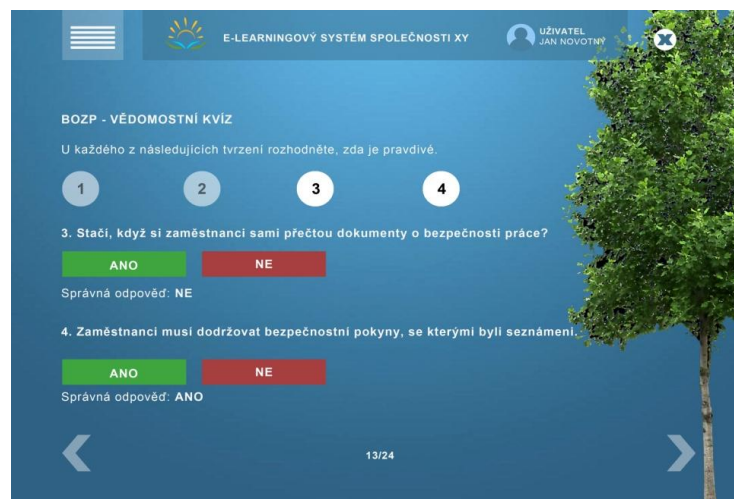 E-LEARNINGOVÝ SYSTÉM SPOLEČNOSTI XY
UŽIVATEL
JAN NOVOTNÝ
X
BOZP - VĚDOMOSTNÍ KVÍZ
U každého z následujících tvrzení rozhodněte, zda je pravdivé.
1 2 3 4
3. Stačí, když si zaměstnanci sami přečtou dokumenty o bezpečnosti práce?
ANO NE
Správná odpověď: NE
4. Zaměstnanci musí dodržovat bezpečnostní pokyny, se kterými byli seznámeni.
ANO NE
Správná odpověď: ANO
13/24